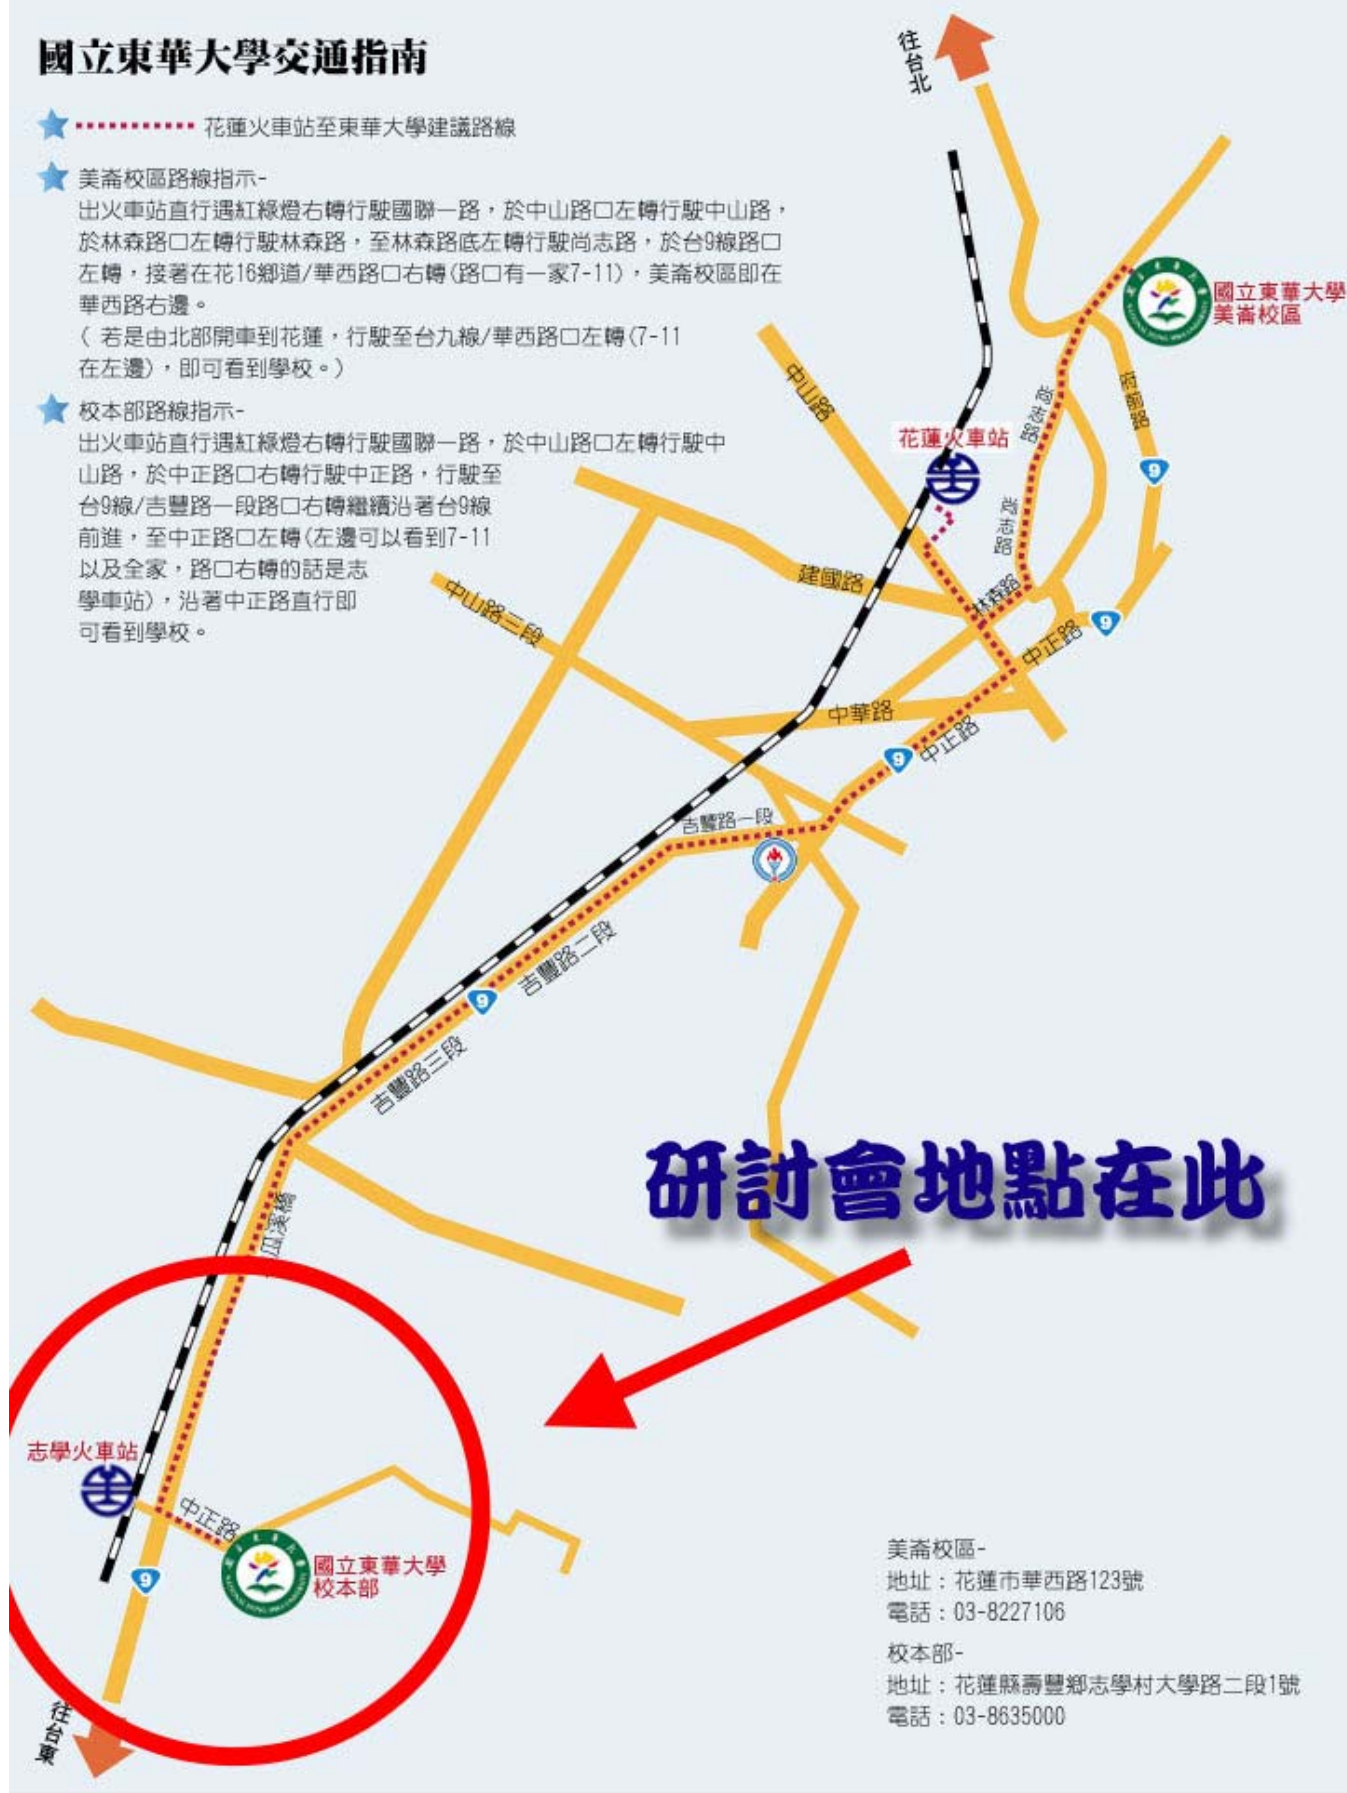 國立東華大學交通指南
花蓮火車站至東華大學建議路線
美崙校區路線指示-
出火車站直行遇紅綠燈右轉行駛國聯一路，於中山路口左轉行駛中山路，
於林森路口左轉行駛林森路，至林森路底左轉行駛尚志路，於台9線路口
左轉，接著在花16鄉道/華西路口右轉(路口有一家7-11)，美崙校區即在
華西路右邊。
( 若是由北部開車到花蓮，行駛至台九線/華西路口左轉(7-11
在左邊)，即可看到學校。)
校本部路線指示-
出火車站直行遇紅綠燈右轉行駛國聯一路，於中山路口左轉行駛中
山路，於中正路口右轉行駛中正路，行駛至
台9線/吉豐路一段路口右轉繼續沿著台9線
前進，至中正路口左轉(左邊可以看到7-11
以及全家，路口右轉的話是志
學車站)，沿著中正路直行即
可看到學校。
往台北
國立東華大學
美崙校區
中山路
府前路
尚志路
花蓮火車站
9
尚志路
建國路
林森路
中山路三段
9
中正路
中華路
中正路
9
吉豐路一段
吉豐路二段
9
吉豐路三段
瓜溪橋
研討會地點在此
志學火車站
中正路
國立東華大學
校本部
9
往台東
美崙校區-
地址：花蓮市華西路123號
電話：03-8227106
校本部-
地址：花蓮縣壽豐鄉志學村大學路二段1號
電話：03-8635000